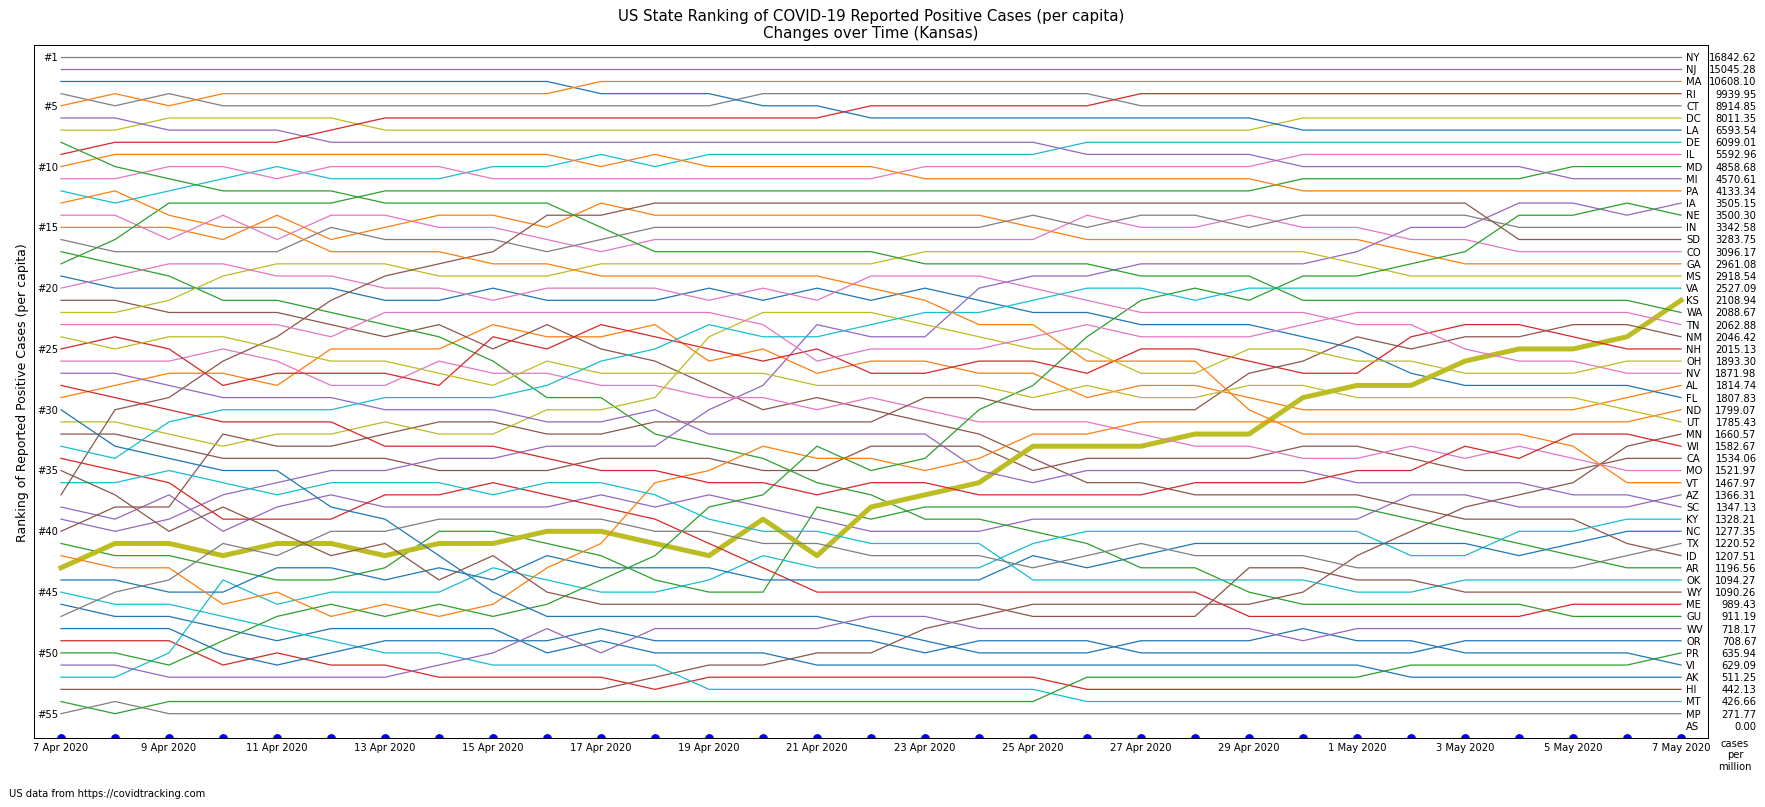 US State Ranking of COVID-19 Reported Positive Cases (per capita)
Changes over Time (Kansas)
Ranking of Reported Positive Cases (per capita)
#1
#5
#10
#15
#20
#25
#30
#35
#40
#45
#50
#55
NY 16842.62
NJ 15045.28
MA 10608.10
RI 9939.95
CT 8914.85
DC 8011.35
LA 6593.54
DE 6099.01
IL 5592.96
MD 4858.68
MI 4570.61
PA 4133.34
IA 3505.15
NE 3500.30
IN 3342.58
SD 3283.75
CO 3096.17
GA 2961.08
MS 2918.54
VA 2527.09
KS 2108.94
WA 2088.67
TN 2062.88
NM 2046.42
NH 2015.13
OH 1893.30
NV 1871.98
AL 1814.74
FL 1807.83
ND 1799.07
UT 1785.43
MN 1660.57
WI 1582.67
CA 1534.06
MO 1521.97
VT 1467.97
AZ 1366.31
SC 1347.13
KY 1328.21
NC 1277.35
TX 1220.52
ID 1207.51
AR 1196.56
OK 1094.27
WY 1090.26
ME 989.43
GU 911.19
WV 718.17
OR 708.67
PR 635.94
VI 629.09
AK 511.25
HI 442.13
MT 426.66
MP 271.77
AS 0.00
7 Apr 2020 9 Apr 2020 11 Apr 2020 13 Apr 2020 15 Apr 2020 17 Apr 2020 19 Apr 2020 21 Apr 2020 23 Apr 2020 25 Apr 2020 27 Apr 2020 29 Apr 2020 1 May 2020 3 May 2020 5 May 2020 7 May 2020
cases
per
million
US data from https://covidtracking.com